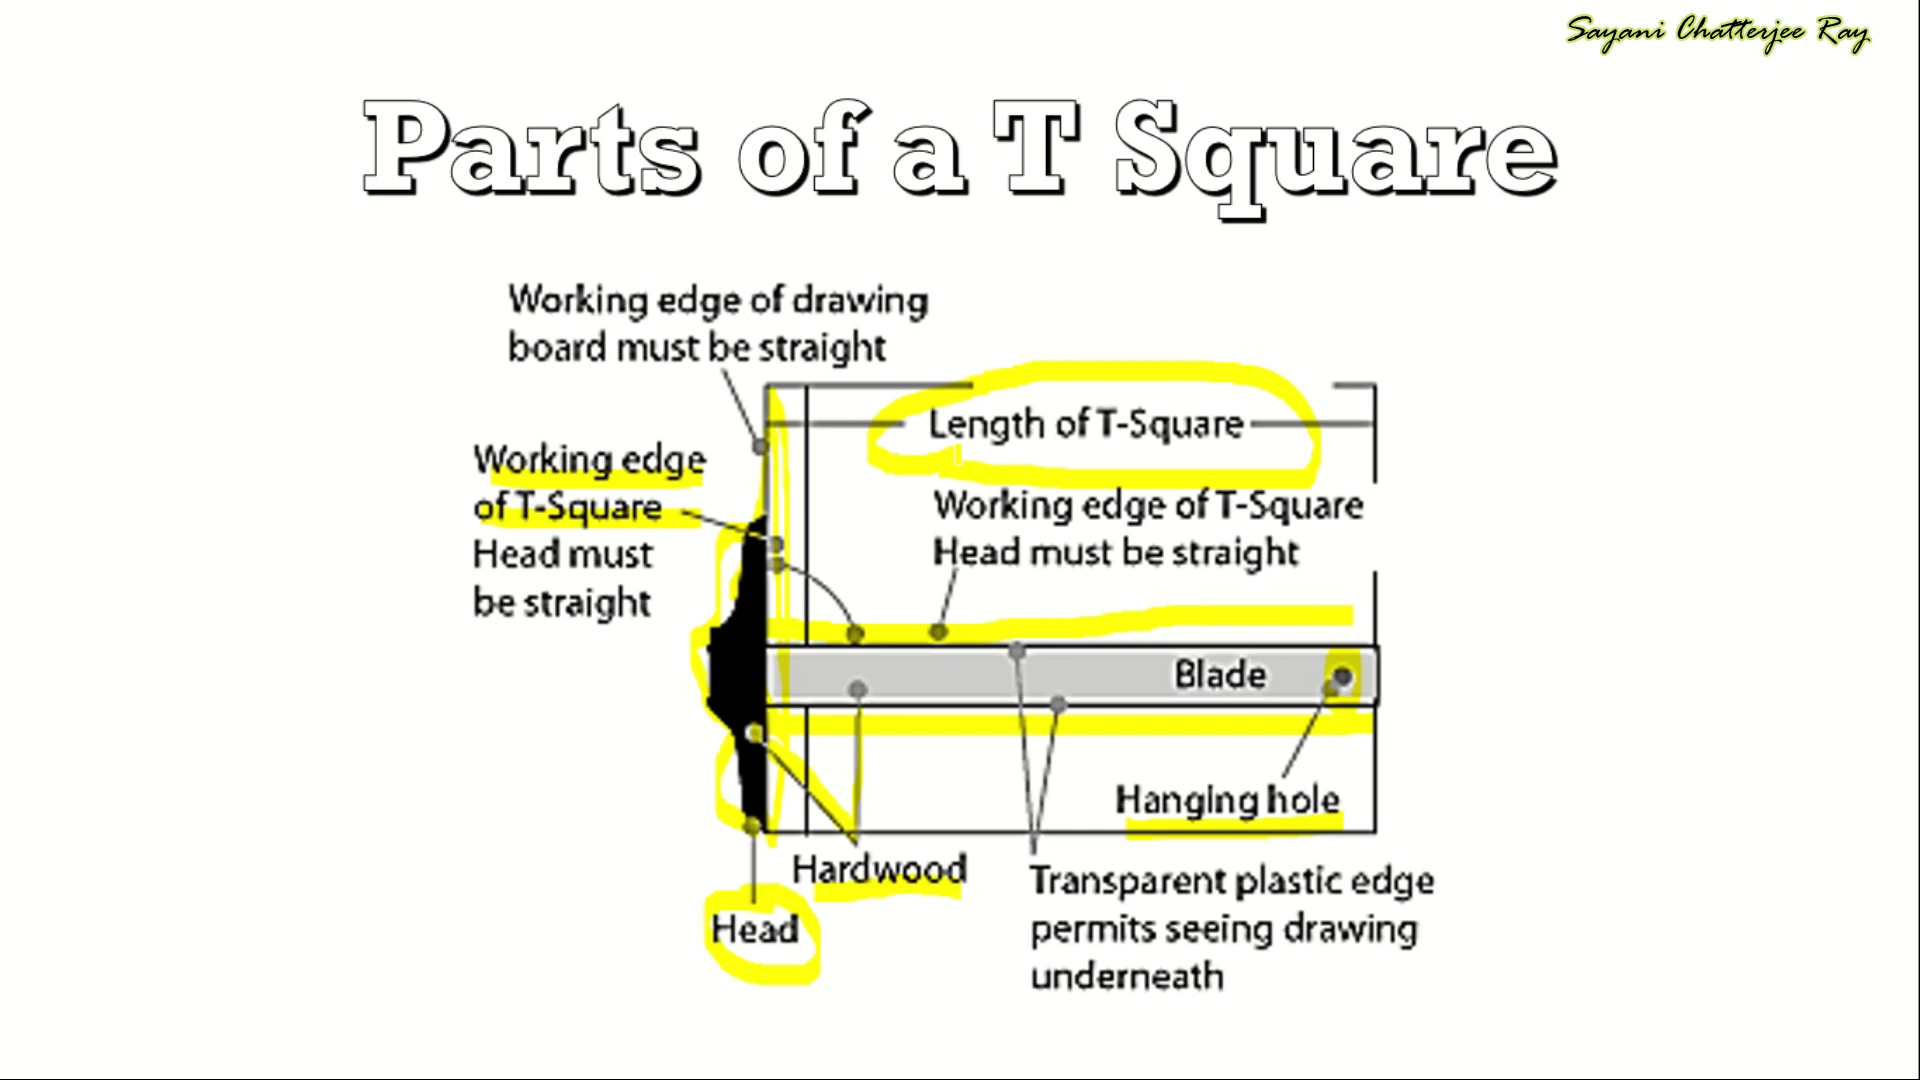 Sayani Chatterjee Ray
Parts of a T Square
Working edge of drawing
board must be straight
Length of T-Square
Working edge
of T-Square
Head must
be straight
Working edge of T-Square
Head must be straight
Blade
Hanging hole
Hardwood
Head
Transparent plastic edge
permits seeing drawing
underneath